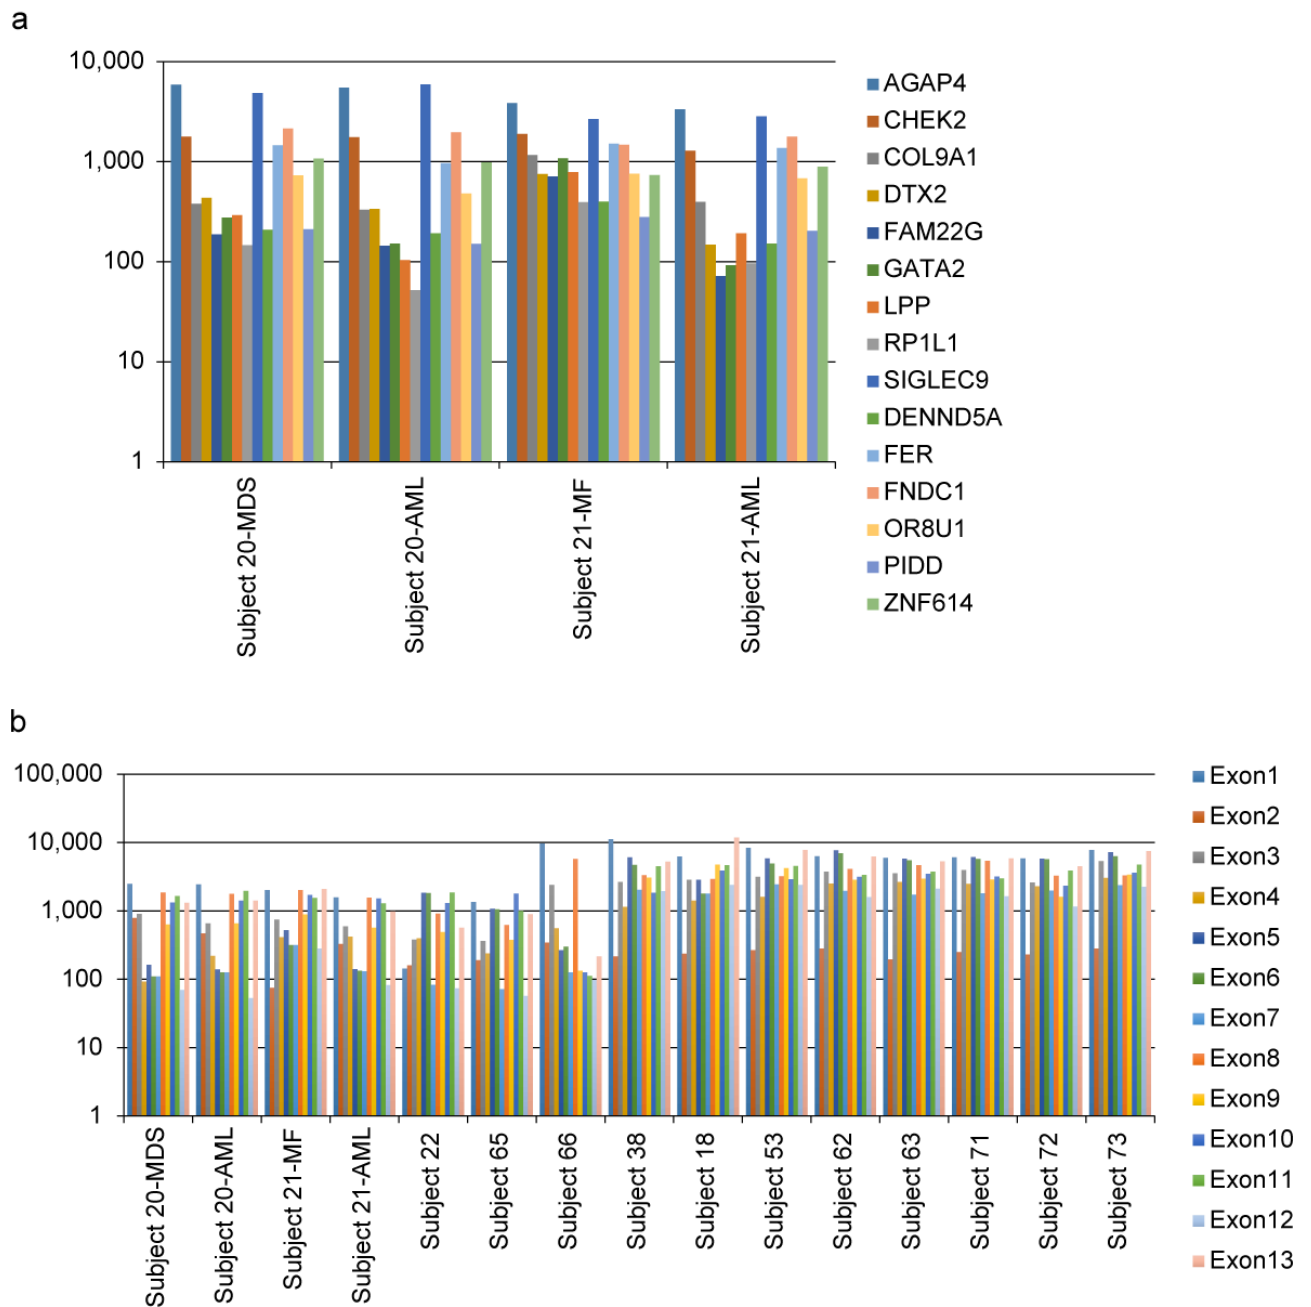 a
10,000
1,000
100
10
1
Subject 20-MDS
Subject 20-AML
Subject 21-MF
Subject 21-AML
AGAP4
CHEK2
COL9A1
DTX2
FAM22G
GATA2
LPP
RP1L1
SIGLEC9
DENND5A
FER
FNDC1
OR8U1
PIDD
ZNF614
b
100,000
10,000
1,000
100
10
1
Subject 20-MDS
Subject 20-AML
Subject 21-MF
Subject 21-AML
Subject 22
Subject 65
Subject 66
Subject 38
Subject 18
Subject 53
Subject 62
Subject 63
Subject 71
Subject 72
Subject 73
Exon1
Exon2
Exon3
Exon4
Exon5
Exon6
Exon7
Exon8
Exon9
Exon10
Exon11
Exon12
Exon13